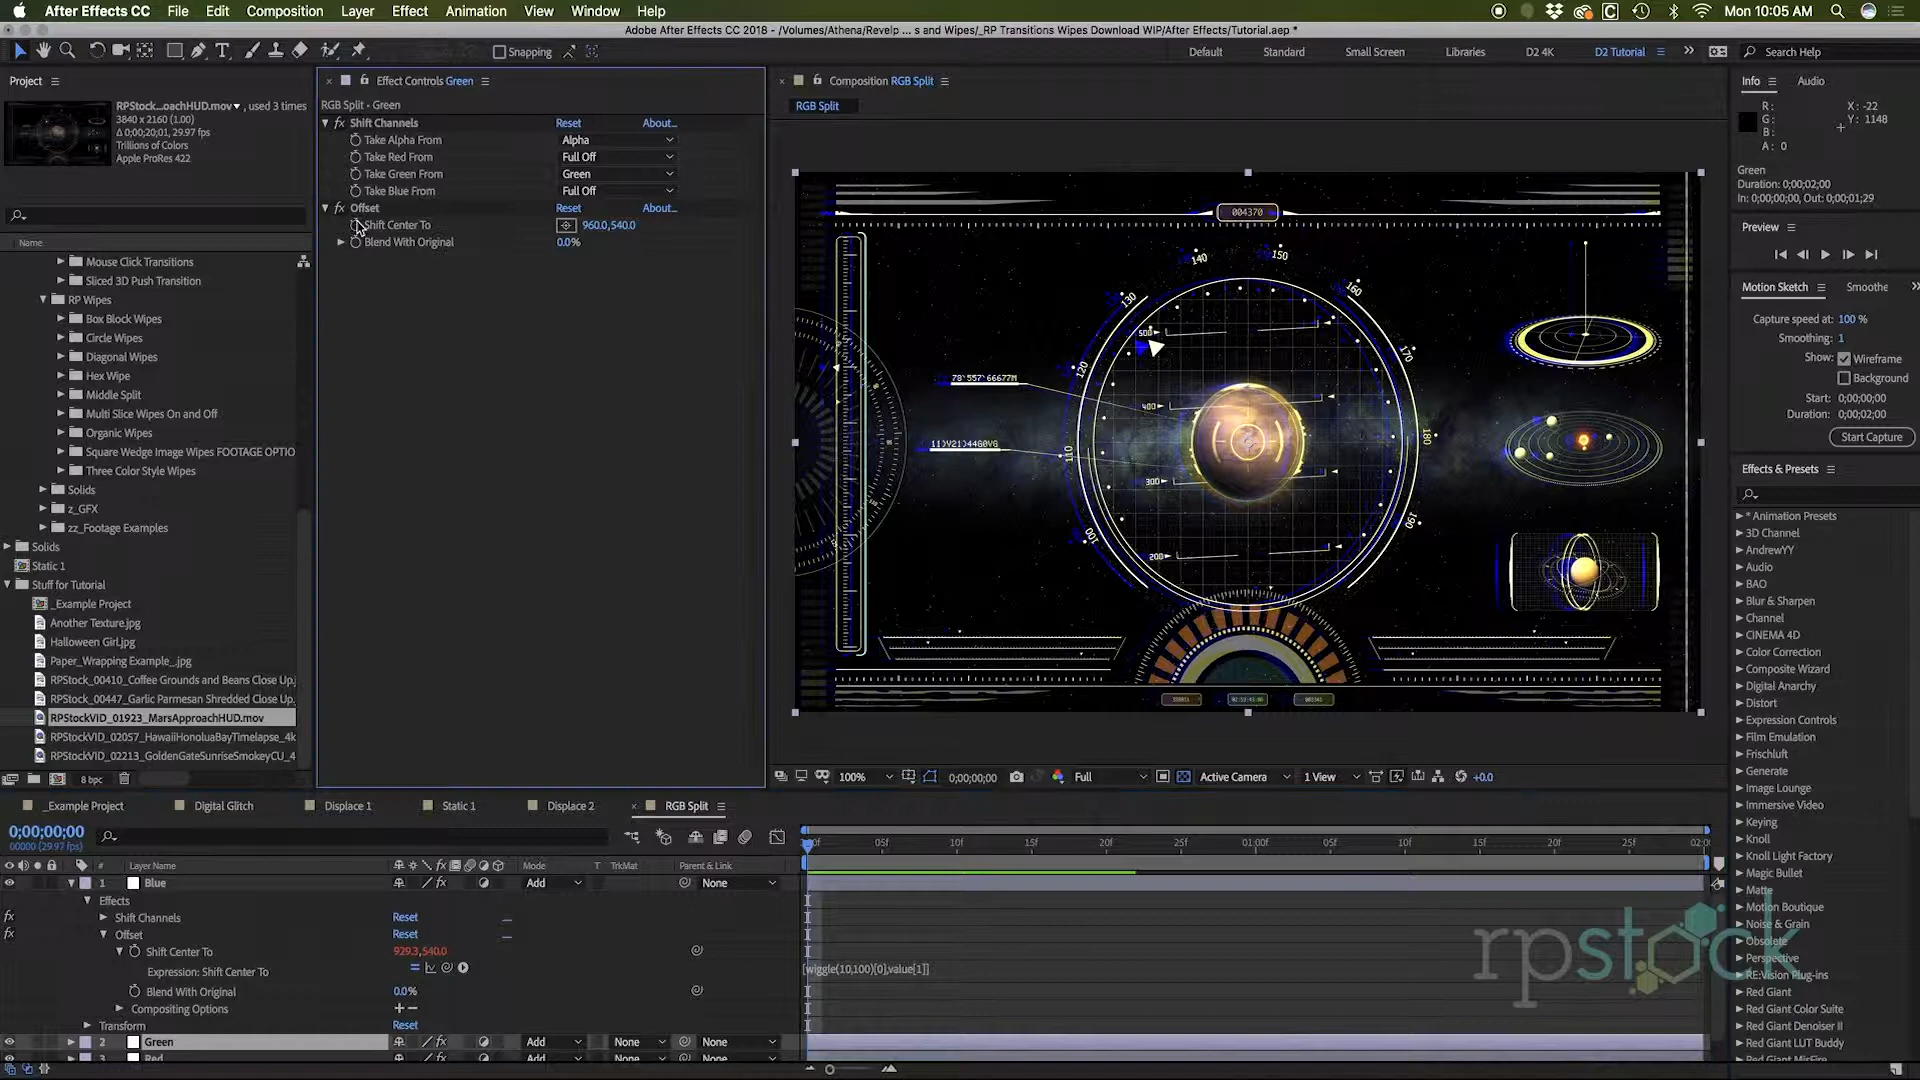 After Effects CC File Edit Composition Layer Effect Animation View Window Help Mon 10:05 AM
Adobe After Effects CC 2018 - /Volumes/Athena/Revelp ... s and Wipes/_RP Transitions Wipes Download WIP/After Effects/Tutorial.aep *
Snapping Default Standard Small Screen Libraries D2 4K D2 Tutorial Search Help
Project
RPStock...oachHUD.mov , used 3 times
3840 x 2160 (1.00)
Δ 0;00;20;01, 29.97 fps
Trillions of Colors
Apple ProRes 422
Name
Mouse Click Transitions
Sliced 3D Push Transition
RP Wipes
Box Block Wipes
Circle Wipes
Diagonal Wipes
Hex Wipe
Middle Split
Multi Slice Wipes On and Off
Organic Wipes
Square Wedge Image Wipes FOOTAGE OPTIO
Three Color Style Wipes
Solids
z_GFX
zz_Footage Examples
Solids
Static 1
Stuff for Tutorial
_Example Project
Another Texture.jpg
Halloween Girl.jpg
Paper_Wrapping Example_.jpg
RPStock_00410_Coffee Grounds and Beans Close Up.
RPStock_00447_Garlic Parmesan Shredded Close Up.
RPStockVID_01923_MarsApproachHUD.mov
RPStockVID_02057_HawaiiHonoluaBayTimelapse_4k
RPStockVID_02213_GoldenGateSunriseSmokeyCU_4
8 bpc
Effect Controls Green
RGB Split • Green
fx Shift Channels Reset About...
Take Alpha From Alpha
Take Red From Full Off
Take Green From Green
Take Blue From Full Off
fx Offset Reset About...
Shift Center To 960.0,540.0
Blend With Original 0.0%
Composition RGB Split
RGB Split
004370
140
150
130
160
500
170
120
78`557`66677M
400
180
110
300
190
100
200
100% 0;00;00;00 Full Active Camera 1 View +0.0
Info Audio
R: X: -22
G: Y: 1148
B:
A: 0
Green
Duration: 0;00;02;00
In: 0;00;00;00, Out: 0;00;01;29
Preview
Motion Sketch Smoothe
Capture speed at: 100 %
Smoothing: 1
Show: Wireframe
Background
Start: 0;00;00;00
Duration: 0;00;02;00
Start Capture
Effects & Presets
* Animation Presets
3D Channel
AndrewYY
Audio
BAO
Blur & Sharpen
Channel
CINEMA 4D
Color Correction
Composite Wizard
Digital Anarchy
Distort
Expression Controls
Film Emulation
Frischluft
Generate
Image Lounge
Immersive Video
Keying
Knoll
Knoll Light Factory
Magic Bullet
Matte
Motion Boutique
Noise & Grain
Obsolete
Perspective
RE:Vision Plug-ins
Red Giant
Red Giant Color Suite
Red Giant Denoiser II
Red Giant LUT Buddy
Red Giant MisFire
_Example Project Digital Glitch Displace 1 Static 1 Displace 2 RGB Split
0;00;00;00
00000 (29.97 fps)
# Layer Name Mode T TrkMat Parent & Link
05f 10f 15f 20f 25f 01:00f 05f 10f 15f 20f 25f
1 Blue Add None
Effects
fx Shift Channels Reset
fx Offset Reset
Shift Center To 929.3,540.0
Expression: Shift Center To [wiggle(10,100)[0],value[1]]
Blend With Original 0.0%
Compositing Options
Transform Reset
2 Green Add None None
3 Red Add None None
rpstock